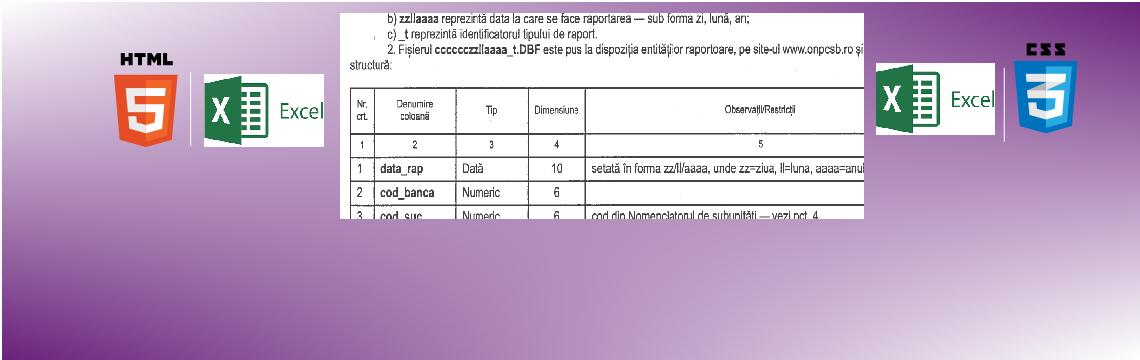 b) zzllaaaa reprezintă data la care se face raportarea — sub forma zi, lună, an;
c) _t reprezintă identificatorul tipului de raport.
2. Fișierul cccccczzllaaaa_t.DBF este pus la dispoziția entităților raportoare, pe site-ul www.onpcsb.ro și
structură:
HTML
5
X Excel
Nr. crt. Denumire coloană Tip Dimensiune Observații/Restricții
1 2 3 4 5
1 data_rap Dată 10 setată în forma zz/ll/aaaa, unde zz=ziua, ll=luna, aaaa=anul
2 cod_banca Numeric 6
3 cod_suc Numeric 6 cod din Nomenclatorul de subunități — vezi pct. 4
X Excel
CSS
3